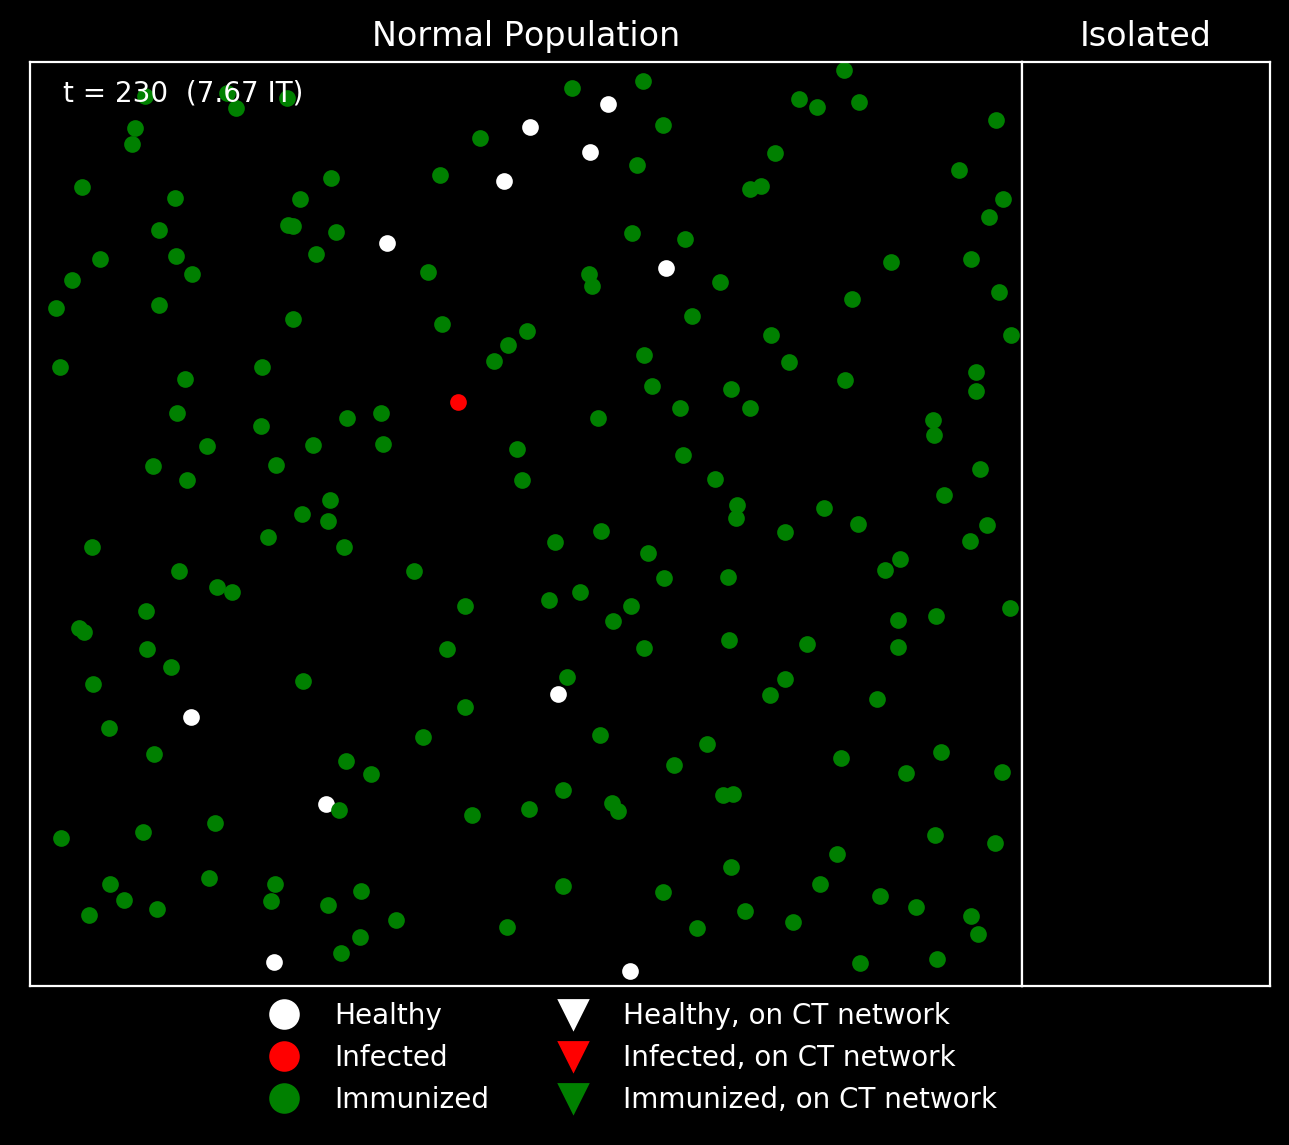 Normal Population
Isolated
t = 230  (7.67 IT)
Healthy
Infected
Immunized
Healthy, on CT network
Infected, on CT network
Immunized, on CT network